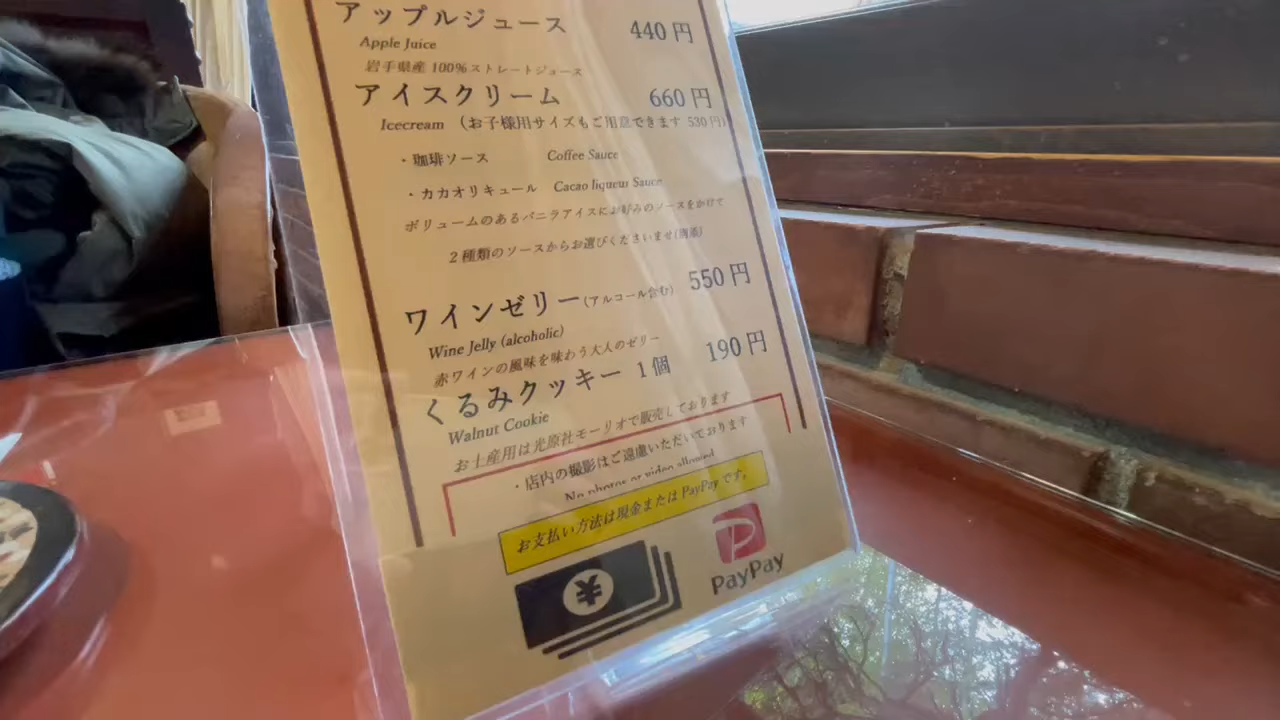 アップルジュース 440円
Apple Juice
岩手県産 100%ストレートジュース
アイスクリーム 660円
Icecream （お子様用サイズもご用意できます 530円）
・珈琲ソース Coffee Sauce
・カカオリキュール Cacao liqueur Sauce
ボリュームのあるバニラアイスにお好みのソースをかけて
2種類のソースからお選びくださいませ(別添)
ワインゼリー(アルコール含む) 550円
Wine Jelly (alcoholic)
赤ワインの風味を味わう大人のゼリー
くるみクッキー 1個 190円
Walnut Cookie
お土産用は光原社モーリオで販売しております
・店内の撮影はご遠慮いただいております
No photos or video allowed
お支払い方法は現金または PayPay です。
¥
P
PayPay